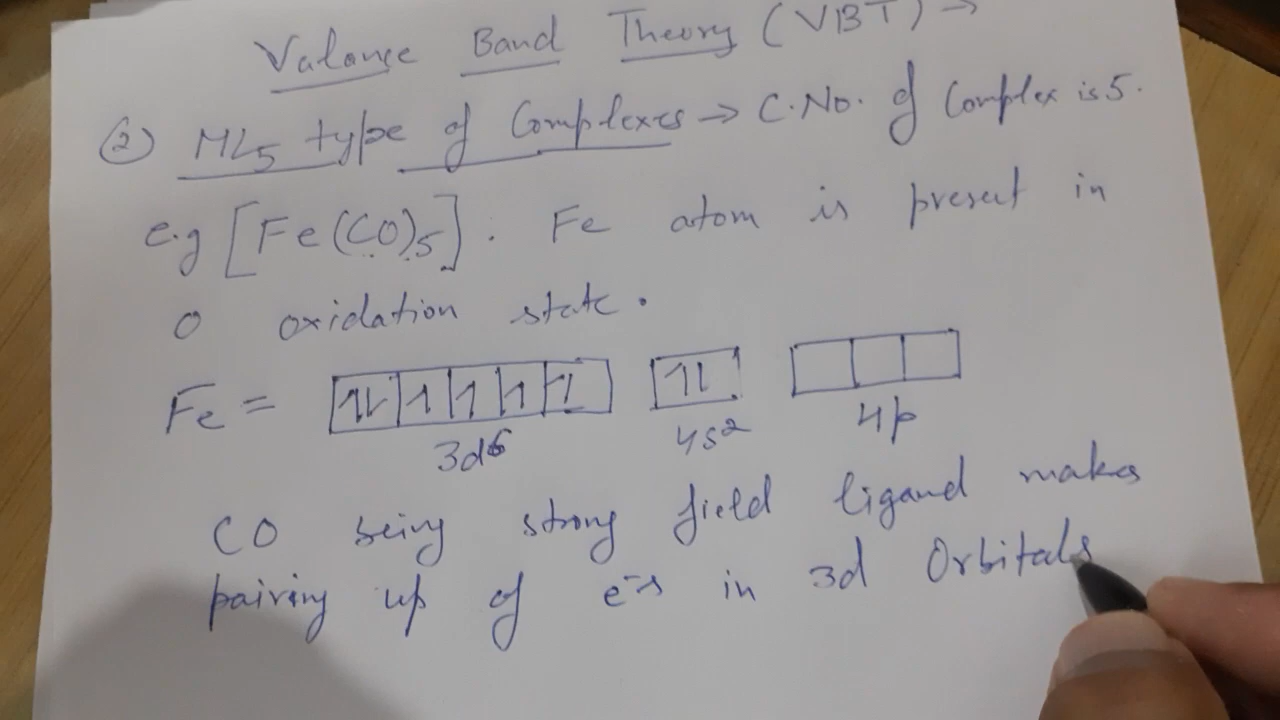 Valance Band Theory (VBT) →
② ML5 type of Complexes → C.No. of Complex is 5.
e.g [Fe(CO)5]. Fe atom is present in
0 oxidation state.
Fe = 1L 1 1 1 1 1L
3d6 4s2 4p
CO being strong field ligand makes
pairing up of e-s in 3d Orbitals